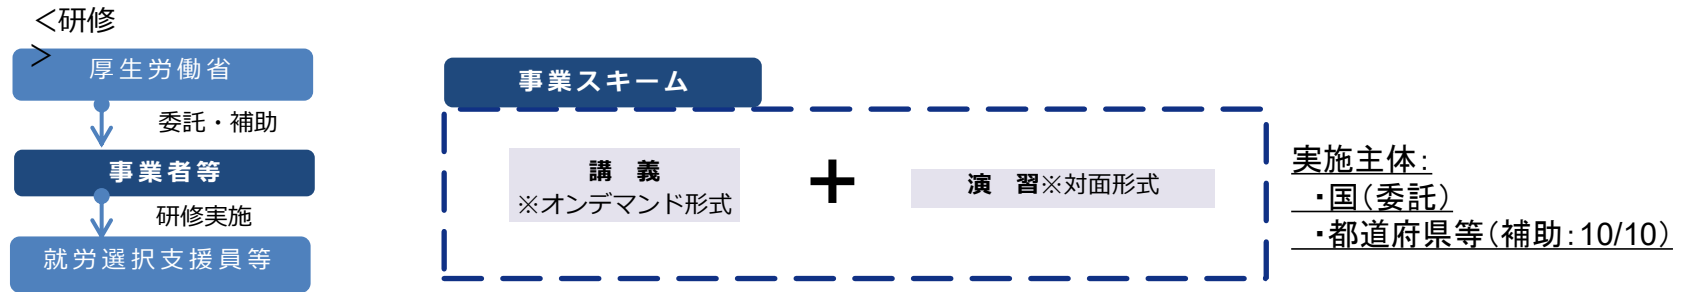 ＜研修
＞
厚生労働省
委託・補助
事業者等
研修実施
就労選択支援員等
事業スキーム
講　義
※オンデマンド形式
＋
演　習※対面形式
実施主体：
・国（委託）
・都道府県等（補助：10/10）